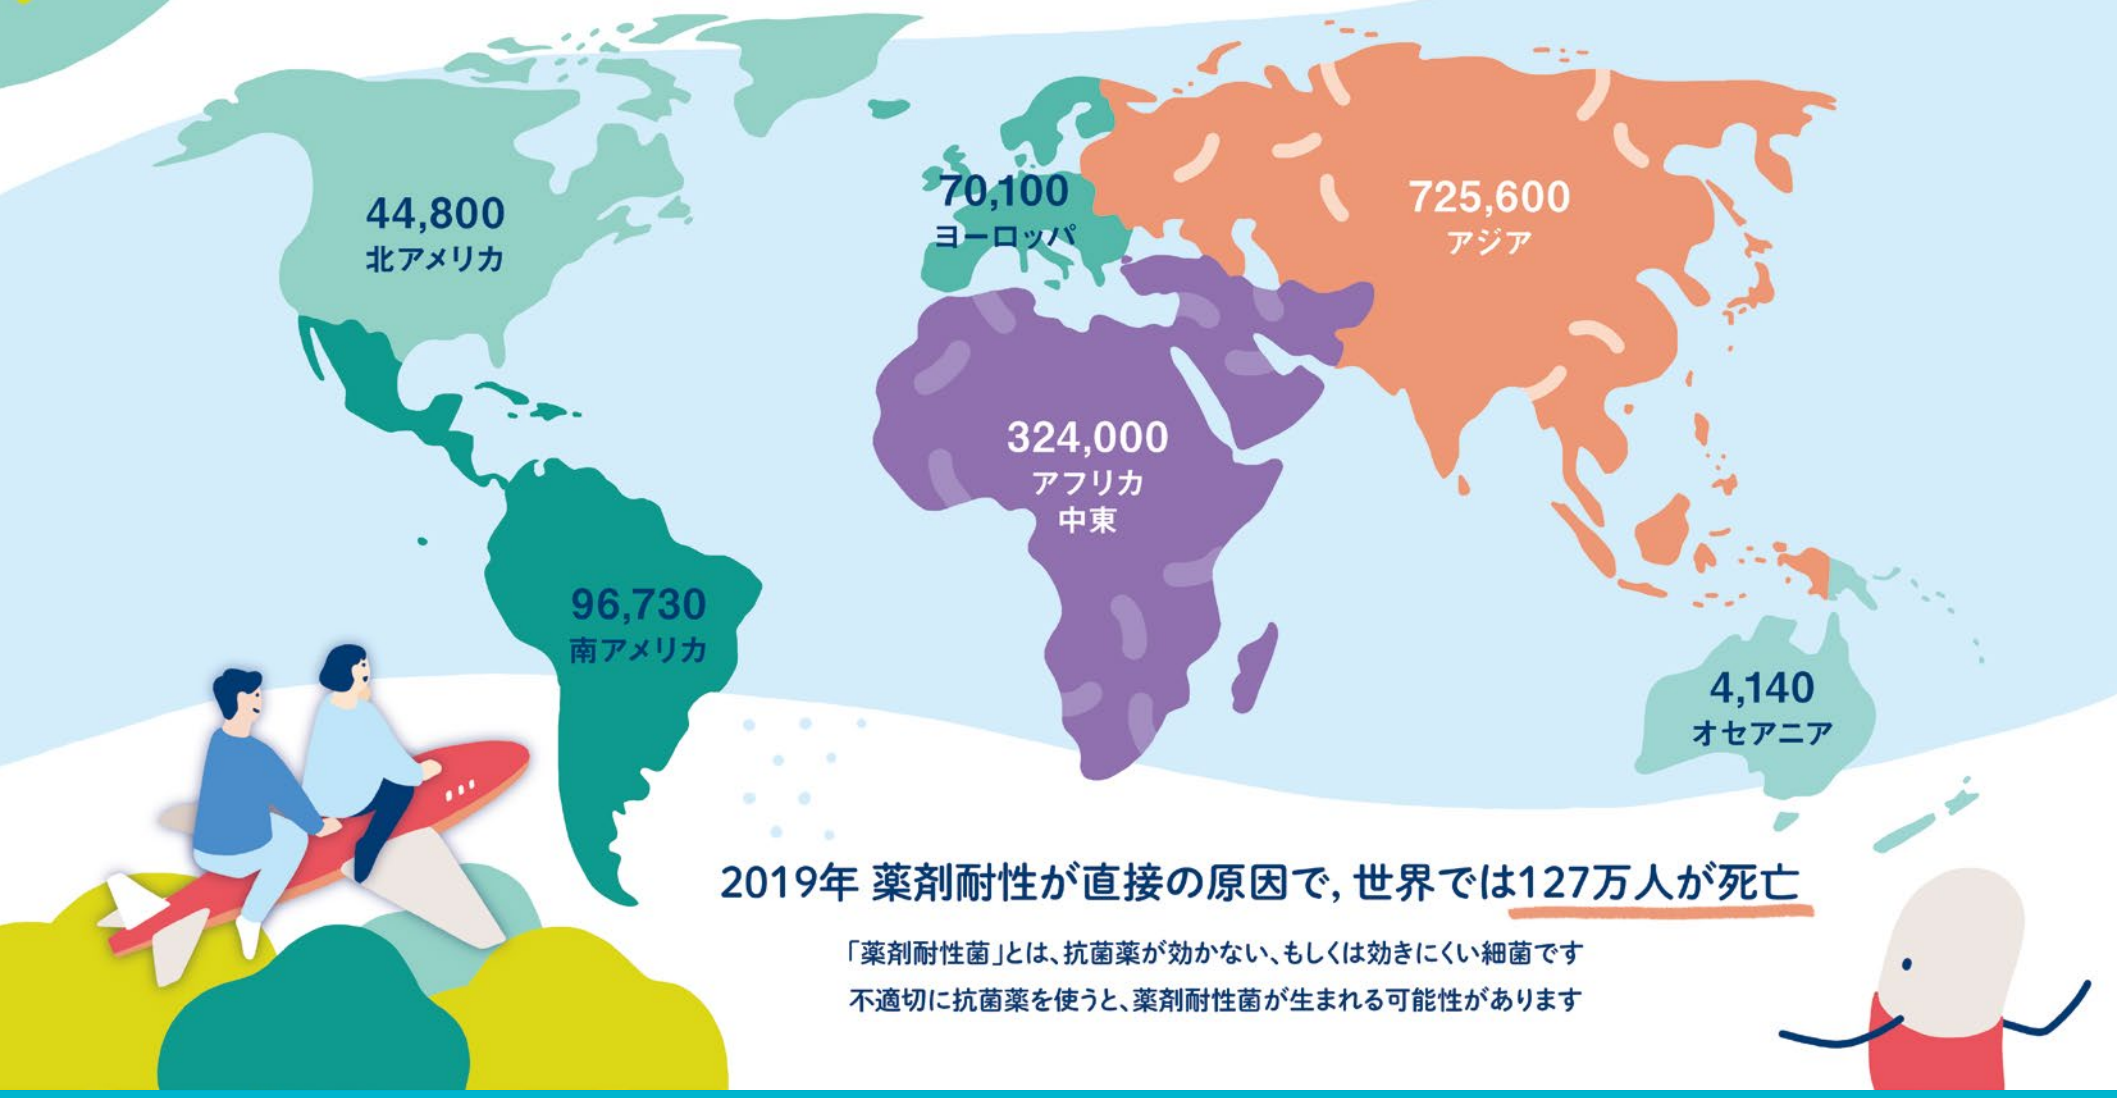 44,800
北アメリカ
70,100
ヨーロッパ
725,600
アジア
324,000
アフリカ
中東
96,730
南アメリカ
4,140
オセアニア
2019年 薬剤耐性が直接の原因で, 世界では127万人が死亡
「薬剤耐性菌」とは、抗菌薬が効かない、もしくは効きにくい細菌です
不適切に抗菌薬を使うと、薬剤耐性菌が生まれる可能性があります